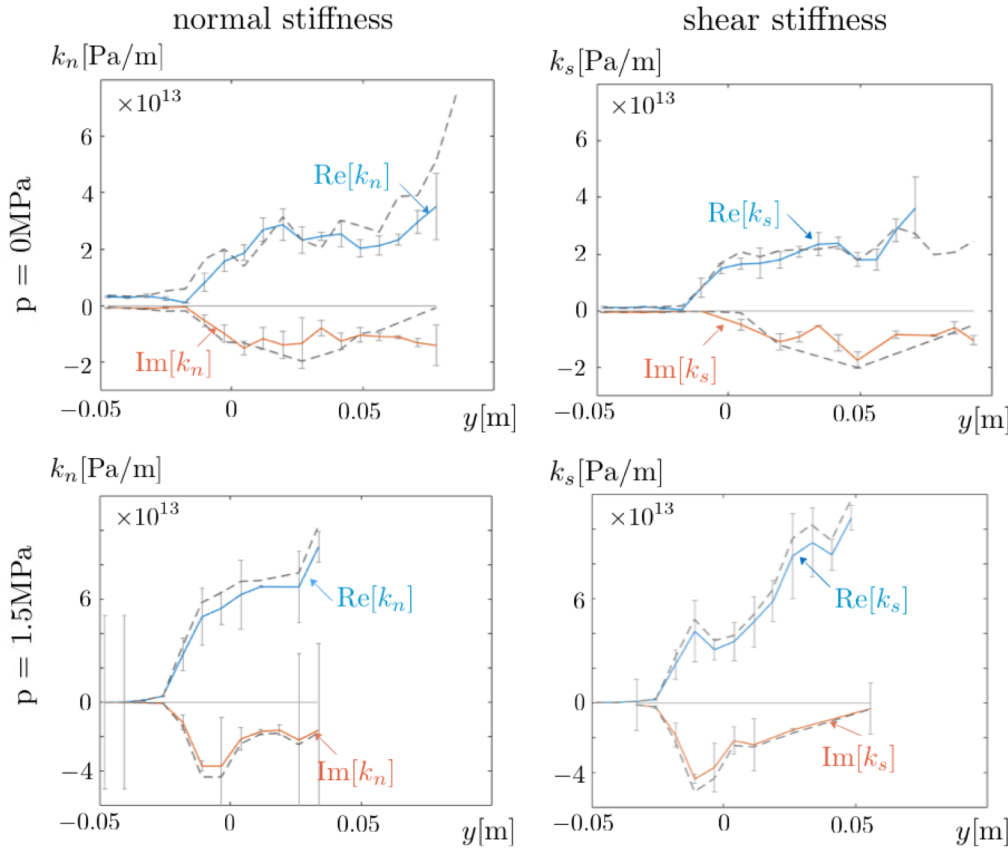 normal stiffness
shear stiffness
p = 0MPa
k_n[Pa/m]
×10^13
6
4
2
0
−2
Re[k_n]
Im[k_n]
−0.05
0
0.05
y[m]
k_s[Pa/m]
×10^13
6
4
2
0
−2
Re[k_s]
Im[k_s]
−0.05
0
0.05
y[m]
p = 1.5MPa
k_n[Pa/m]
×10^13
6
0
−4
Re[k_n]
Im[k_n]
−0.05
0
0.05
y[m]
k_s[Pa/m]
×10^13
6
0
−4
Re[k_s]
Im[k_s]
−0.05
0
0.05
y[m]